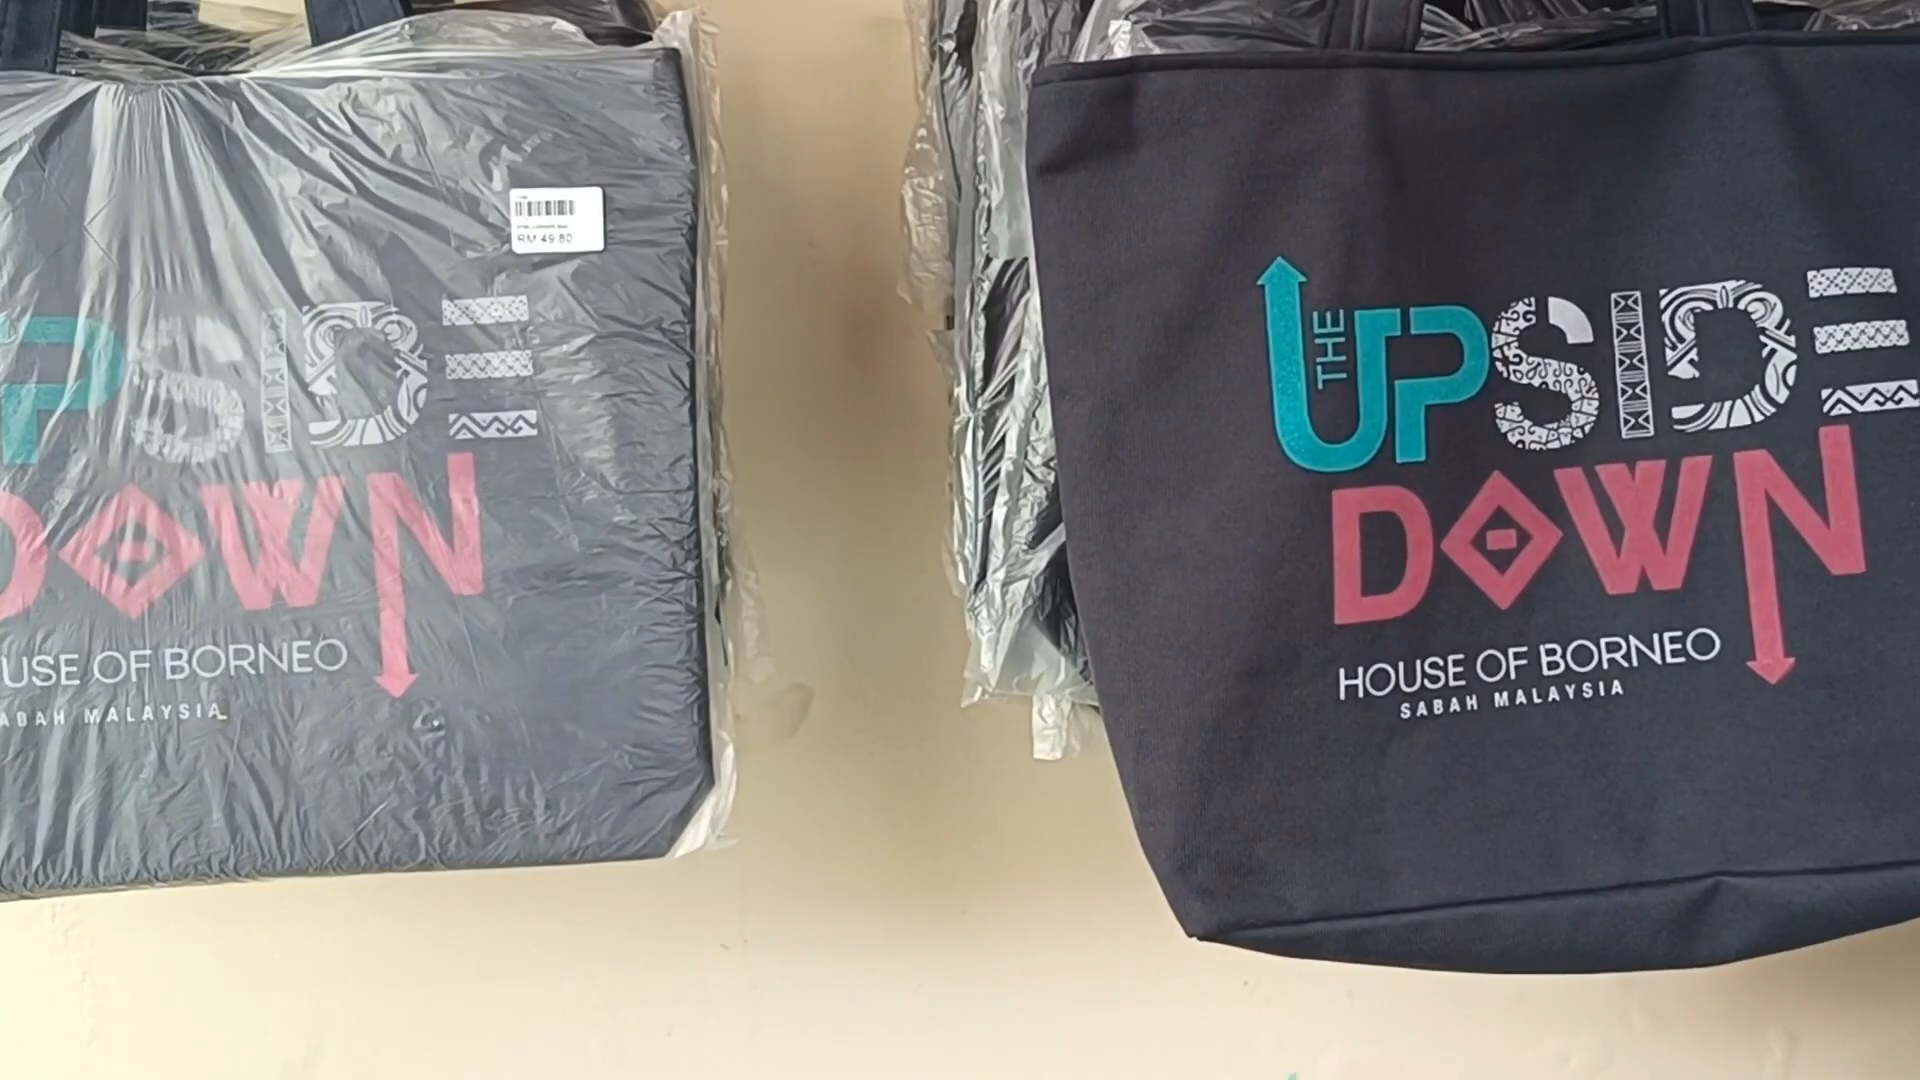 RM 49.80
UPSIDE
DOWN
HOUSE OF BORNEO
SABAH MALAYSIA
THE UPSIDE
DOWN
HOUSE OF BORNEO
SABAH MALAYSIA